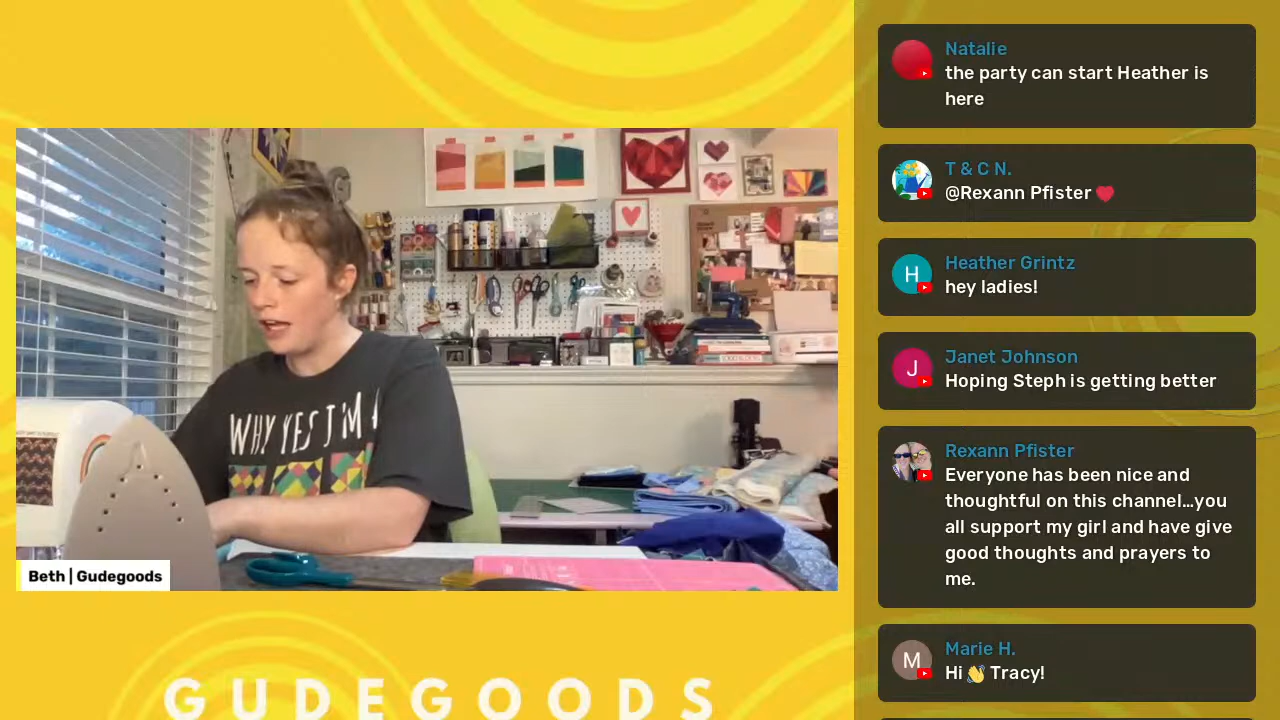 WHY YES I'M
Beth | Gudegoods
GUDEGOODS
Natalie
the party can start Heather is
here
T & C N.
@Rexann Pfister ❤️
H
Heather Grintz
hey ladies!
J
Janet Johnson
Hoping Steph is getting better
Rexann Pfister
Everyone has been nice and
thoughtful on this channel...you
all support my girl and have give
good thoughts and prayers to
me.
M
Marie H.
Hi 👋 Tracy!